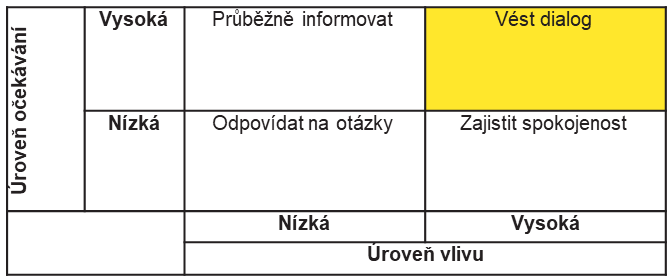 Úroveň očekávání
Vysoká
Průběžně informovat
Vést dialog
Nízká
Odpovídat na otázky
Zajistit spokojenost
Nízká
Vysoká
Úroveň vlivu